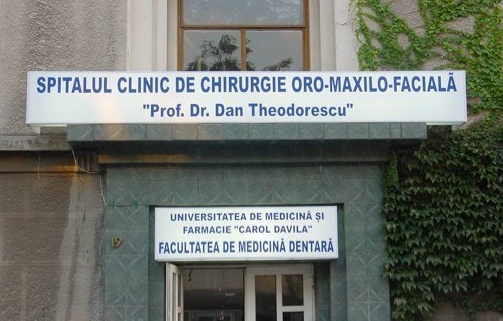 SPITALUL CLINIC DE CHIRURGIE ORO-MAXILO-FACIALĂ
"Prof. Dr. Dan Theodorescu"
UNIVERSITATEA DE MEDICINĂ ŞI
FARMACIE "CAROL DAVILA"
FACULTATEA DE MEDICINĂ DENTARĂ
19